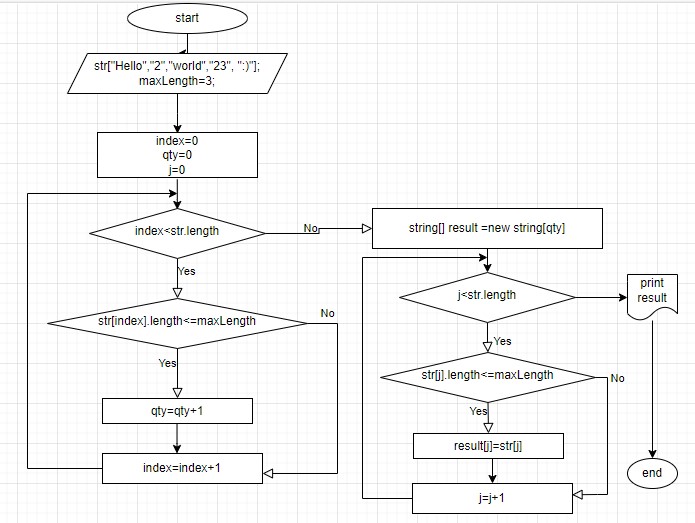 start
str["Hello","2","world","23", ":)"];
maxLength=3;
index=0
qty=0
j=0
index<str.length
No
string[] result =new string[qty]
Yes
j<str.length
print
result
str[index].length<=maxLength
No
Yes
Yes
str[j].length<=maxLength
No
qty=qty+1
Yes
result[j]=str[j]
index=index+1
end
j=j+1